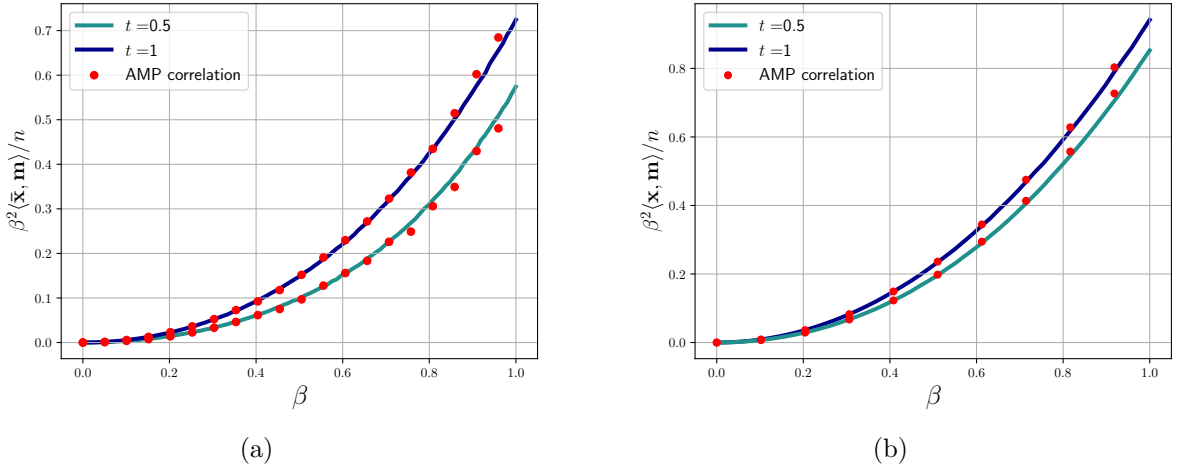 t =0.5
t =1
AMP correlation
0.7
0.6
0.5
0.4
0.3
0.2
0.1
0.0
β²⟨x̄, m⟩/n
0.0 0.2 0.4 0.6 0.8 1.0
β
(a)
t =0.5
t =1
AMP correlation
0.8
0.6
0.4
0.2
0.0
β²⟨x, m⟩/n
0.0 0.2 0.4 0.6 0.8 1.0
β
(b)